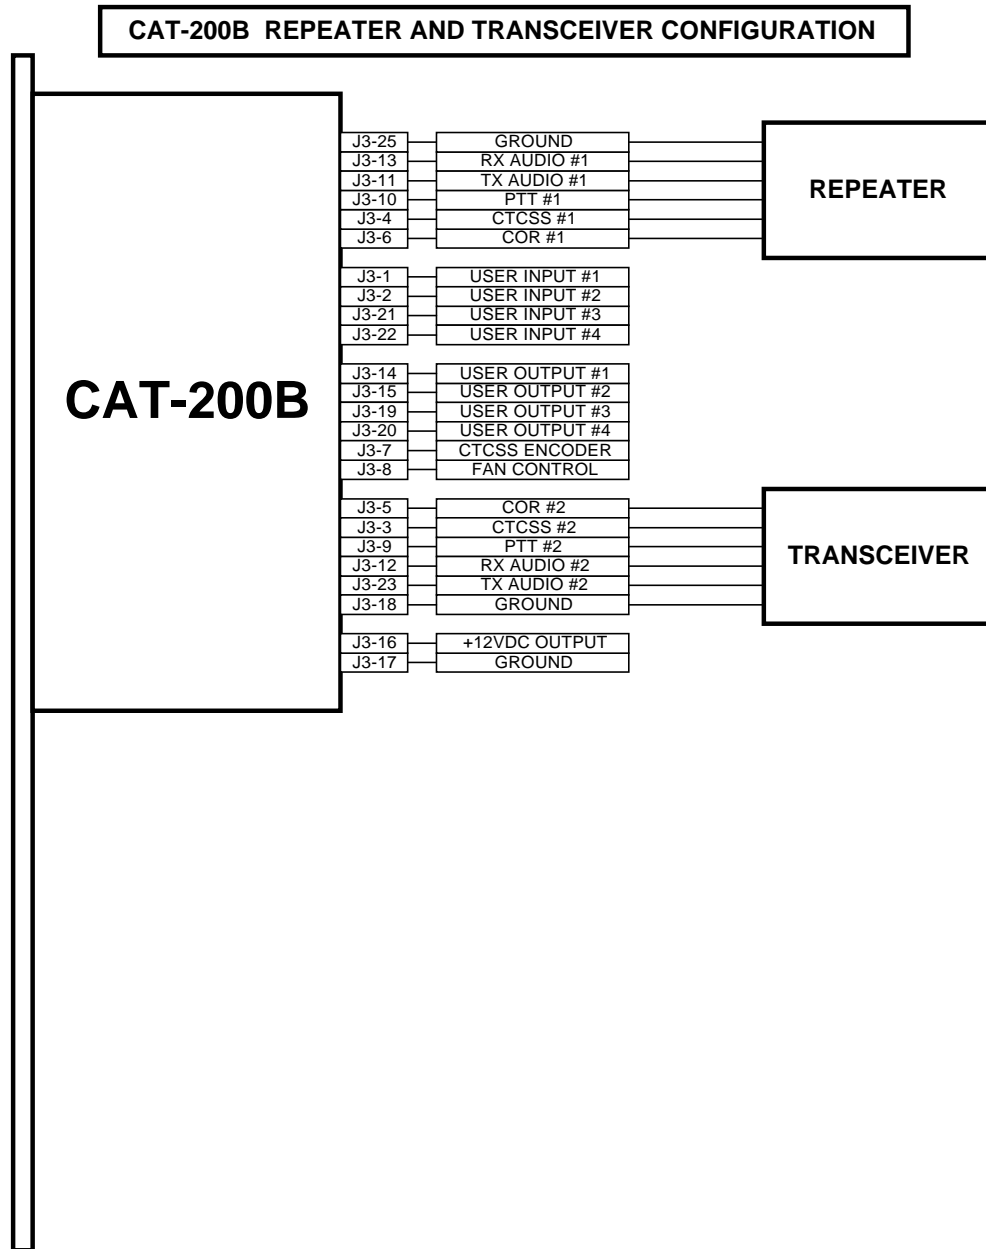 CAT-200B REPEATER AND TRANSCEIVER CONFIGURATION
J3-25 GROUND
J3-13 RX AUDIO #1
J3-11 TX AUDIO #1
J3-10 PTT #1
J3-4 CTCSS #1
J3-6 COR #1
REPEATER
J3-1 USER INPUT #1
J3-2 USER INPUT #2
J3-21 USER INPUT #3
J3-22 USER INPUT #4
CAT-200B
J3-14 USER OUTPUT #1
J3-15 USER OUTPUT #2
J3-19 USER OUTPUT #3
J3-20 USER OUTPUT #4
J3-7 CTCSS ENCODER
J3-8 FAN CONTROL
J3-5 COR #2
J3-3 CTCSS #2
J3-9 PTT #2
J3-12 RX AUDIO #2
J3-23 TX AUDIO #2
J3-18 GROUND
TRANSCEIVER
J3-16 +12VDC OUTPUT
J3-17 GROUND